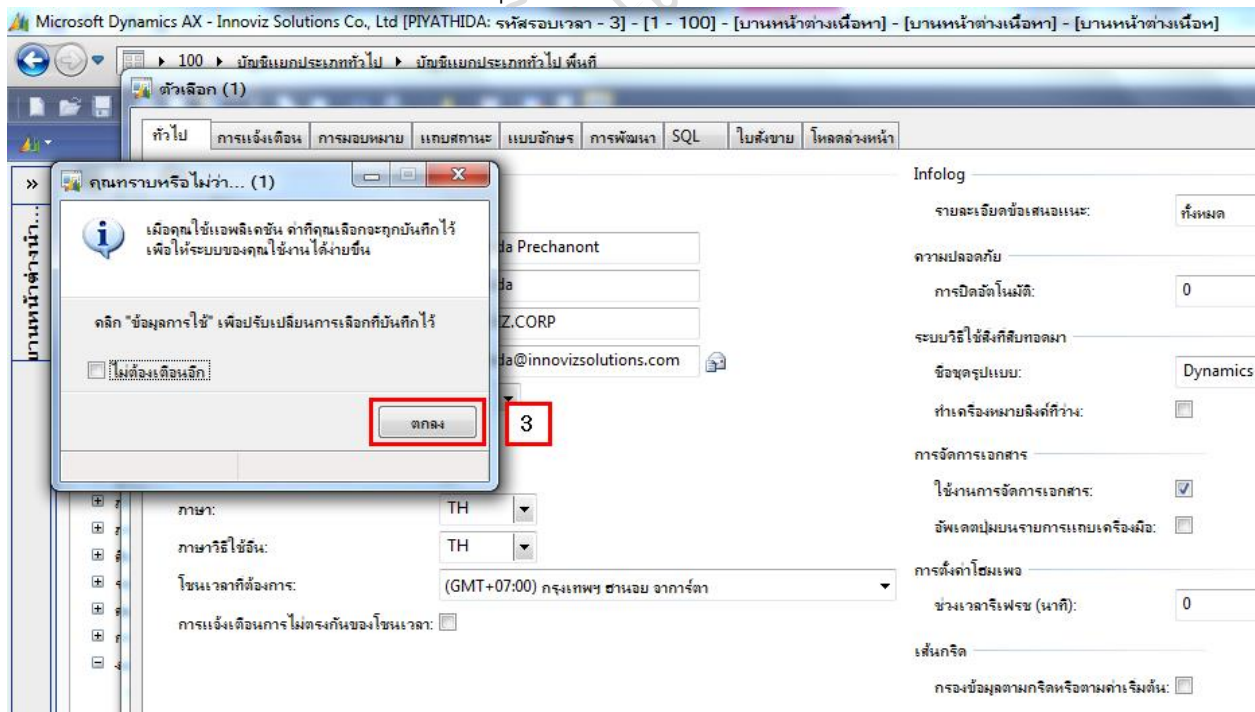 Microsoft Dynamics AX - Innoviz Solutions Co., Ltd [PIYATHIDA: รหัสรอบเวลา - 3] - [1 - 100] - [บานหน้าต่างเนื้อหา] - [บานหน้าต่างเนื้อหา] - [บานหน้าต่างเนื้อห]
100 ▸ บัญชีแยกประเภททั่วไป ▸ บัญชีแยกประเภททั่วไป พื้นที่
ตัวเลือก (1)
ทั่วไป การแจ้งเตือน การมอบหมาย แถบสถานะ แบบอักษร การพัฒนา SQL ใบสั่งขาย โหลดล่วงหน้า
คุณทราบหรือไม่ว่า... (1)
เมื่อคุณใช้แอพลิเคชัน ค่าที่คุณเลือกจะถูกบันทึกไว้
เพื่อให้ระบบของคุณใช้งานได้ง่ายขึ้น
คลิก "ข้อมูลการใช้" เพื่อปรับเปลี่ยนการเลือกที่บันทึกไว้
ไม่ต้องเตือนอีก
ตกลง
3
บานหน้าต่างนำ...
da Prechanont
da
Z.CORP
da@innovizsolutions.com
ภาษา: TH
ภาษาวิธีใช้อื่น: TH
โซนเวลาที่ต้องการ: (GMT+07:00) กรุงเทพฯ ฮานอย จาการ์ตา
การแจ้งเตือนการไม่ตรงกันของโซนเวลา:
Infolog
รายละเอียดข้อเสนอแนะ: ทั้งหมด
ความปลอดภัย
การปิดอัตโนมัติ: 0
ระบบวิธีใช้สิ่งที่สืบทอดมา
ชื่อชุดรูปแบบ: Dynamics
ทำเครื่องหมายลิงค์ที่ว่าง:
การจัดการเอกสาร
ใช้งานการจัดการเอกสาร:
อัพเดตปุ่มบนรายการแถบเครื่องมือ:
การตั้งค่าโฮมเพจ
ช่วงเวลารีเฟรช (นาที): 0
เส้นกริด
กรองข้อมูลตามกริดหรือตามค่าเริ่มต้น: